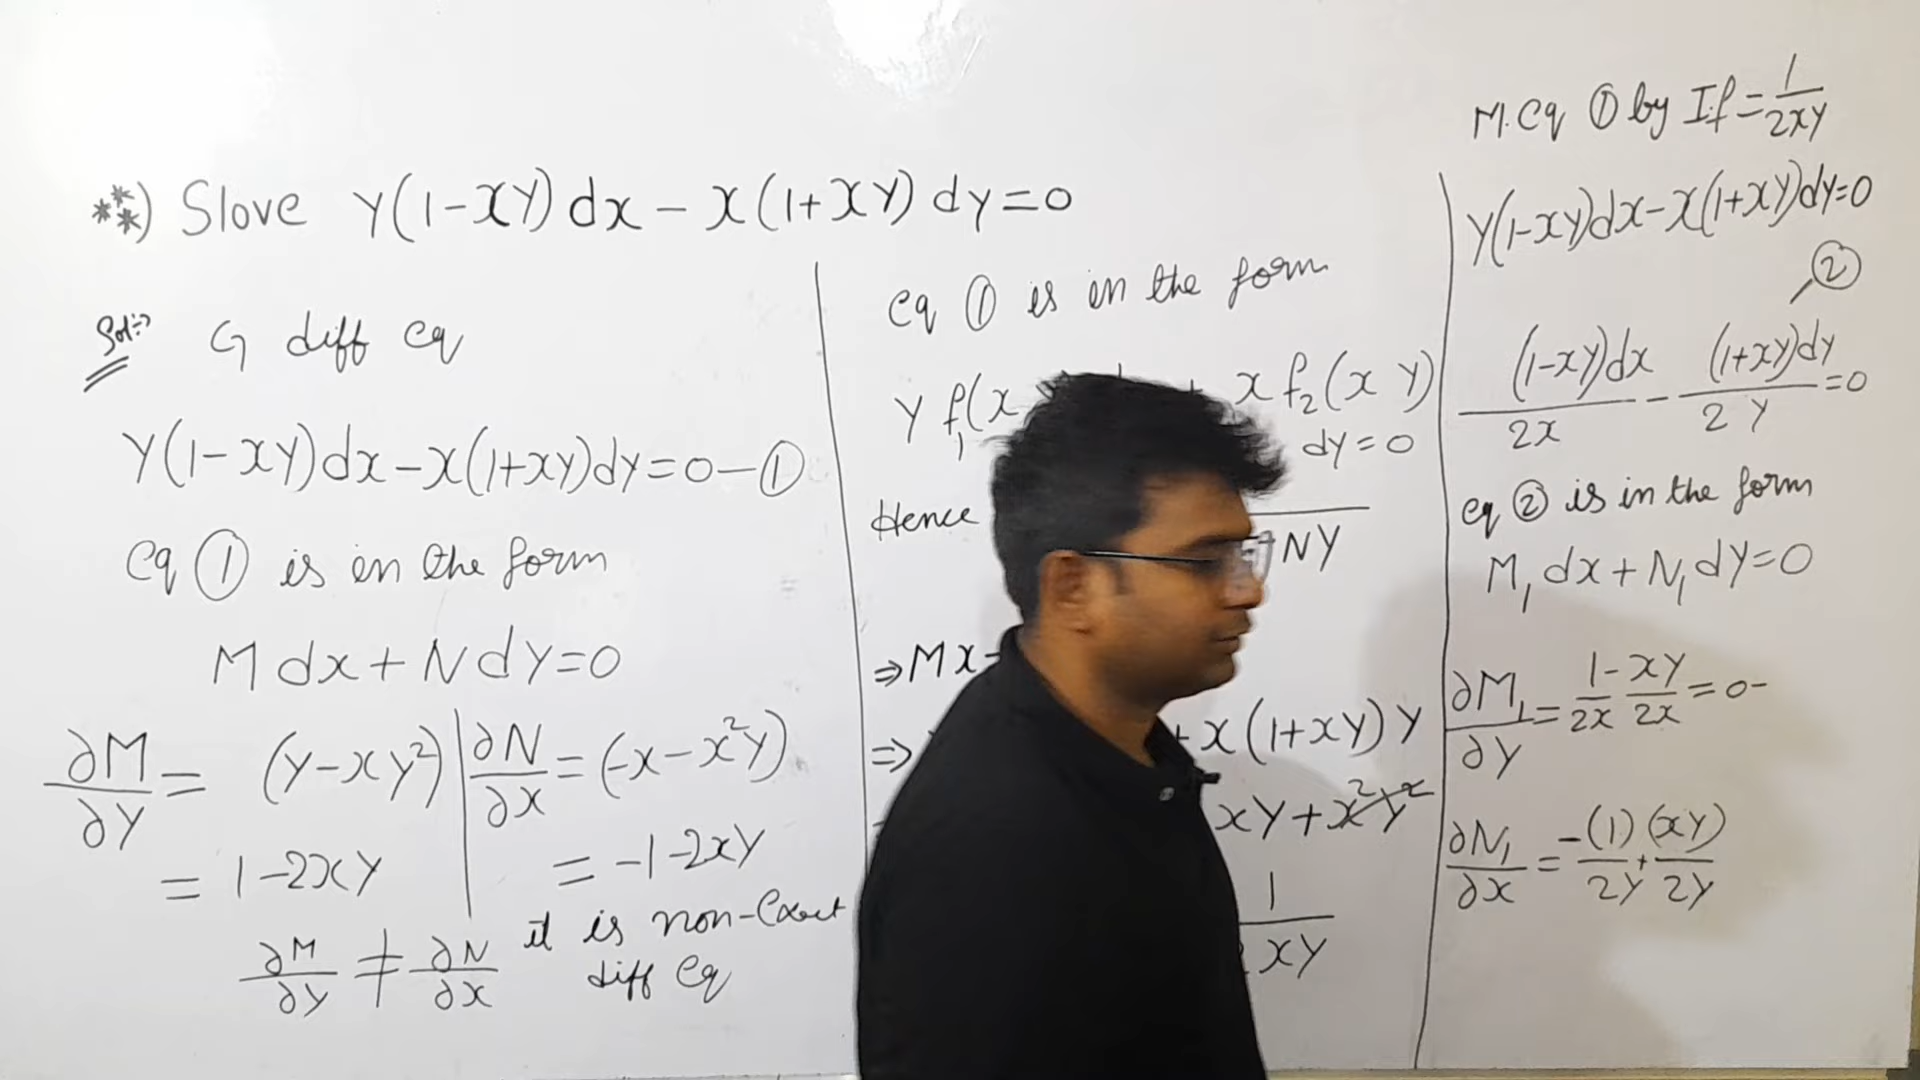 **) Slove y(1-xy)dx - x(1+xy)dy=0
Sol:-> G diff eq
y(1-xy)dx-x(1+xy)dy=0-①
eq ① is in the form
Mdx+Ndy=0
∂M/∂y = (y-xy²) | ∂N/∂x = (-x-x²y)
= 1-2xy | = -1-2xy
∂M/∂y ≠ ∂N/∂x it is non-Exact
diff eq
eq ① is in the form
y f₁(x + x f₂(x y)
dy=0
Hence
NY
⇒Mx-
⇒ +x(1+xy)y
xy+x²y²
1/xy
M.eq ① by I.f=1/2xy
y(1-xy)dx-x(1+xy)dy=0
②
(1-xy)dx/2x - (1+xy)dy/2y =0
eq ② is in the form
M₁dx+N₁dy=0
∂M₁/∂y = 1/2x - xy/2x = 0-
∂N₁/∂x = -(1)/2y + (xy)/2y